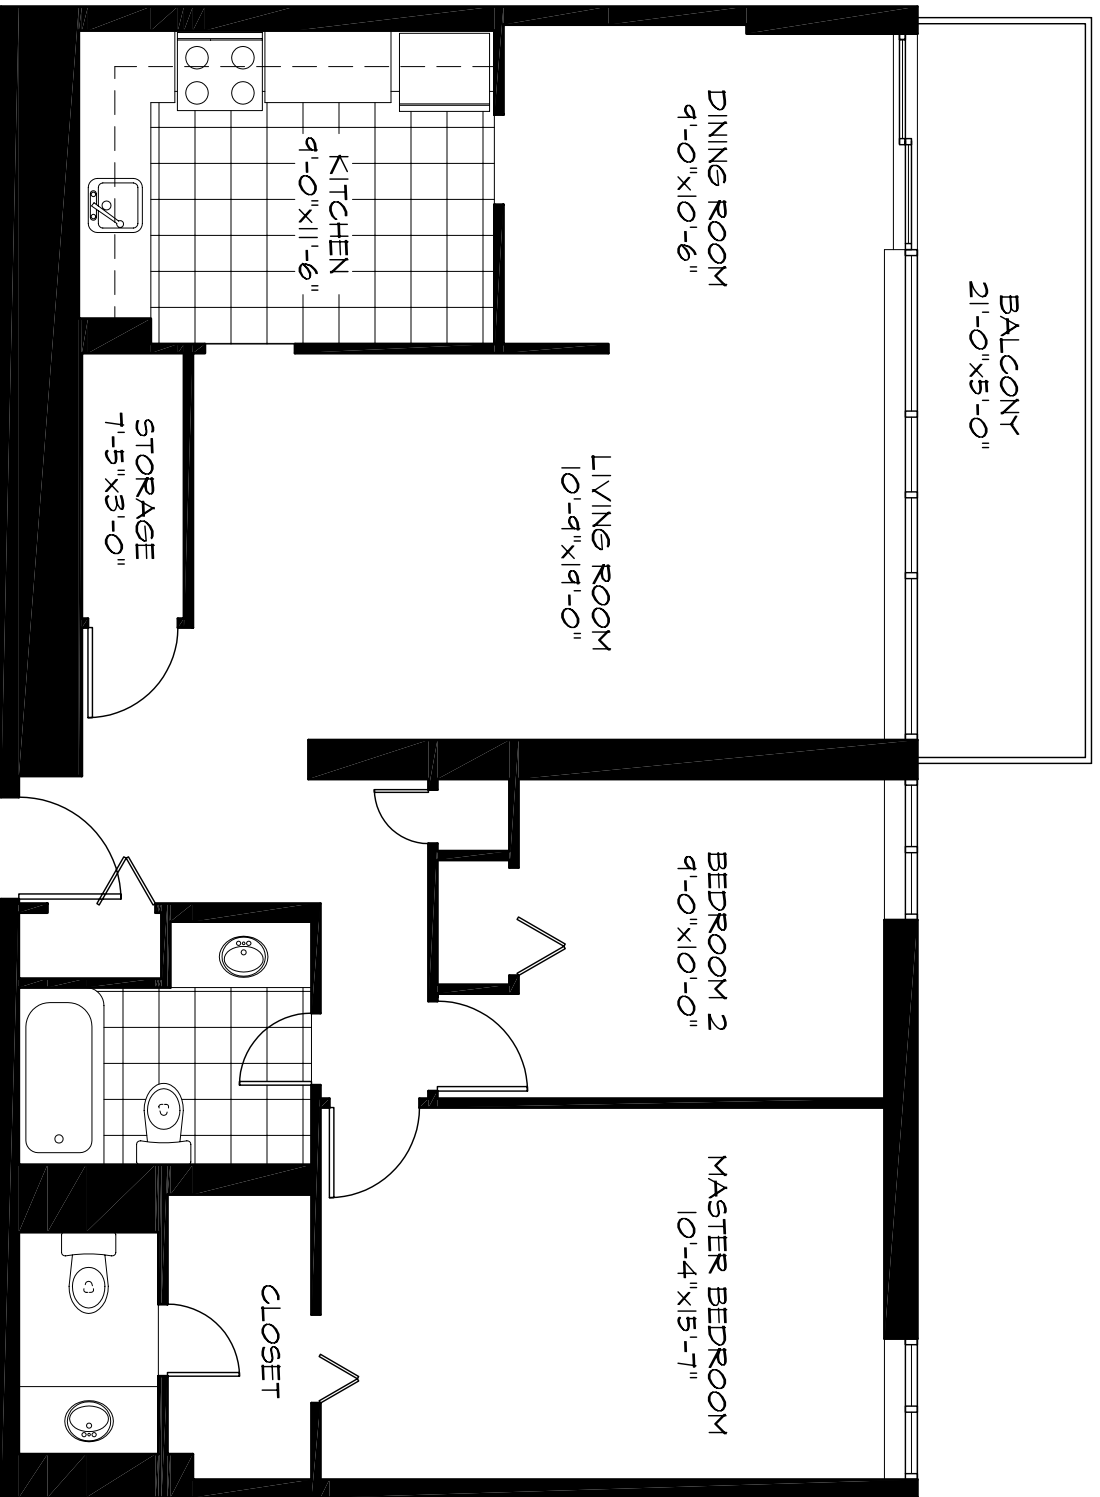 BALCONY
21'-0"x5'-0"
DINING ROOM
9'-0"x10'-6"
KITCHEN
9'-0"x11'-6"
LIVING ROOM
10'-9"x19'-0"
STORAGE
7'-5"x3'-0"
BEDROOM 2
9'-0"x10'-0"
MASTER BEDROOM
10'-4"x15'-7"
CLOSET